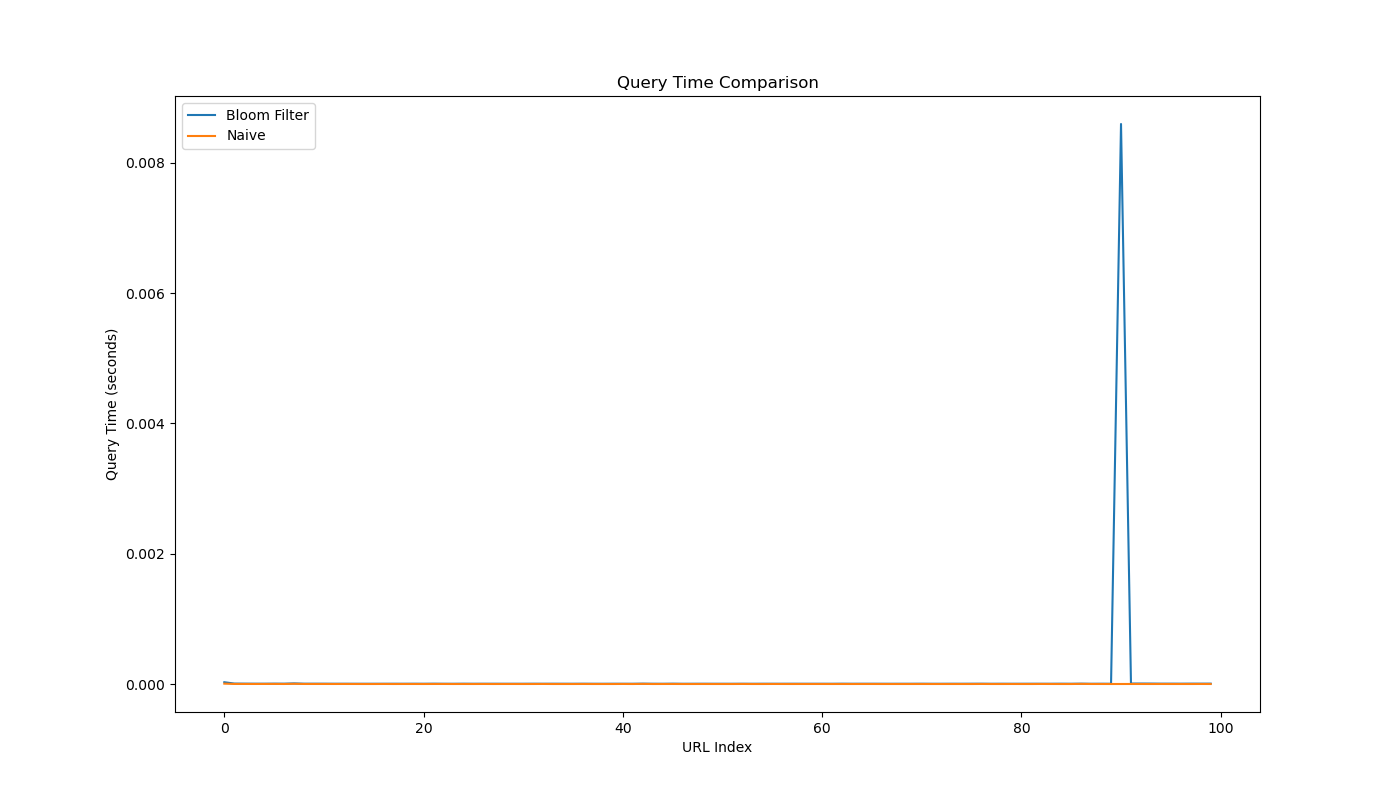 Query Time Comparison
Bloom Filter
Naive
0.008
0.006
0.004
0.002
0.000
Query Time (seconds)
0 20 40 60 80 100
URL Index